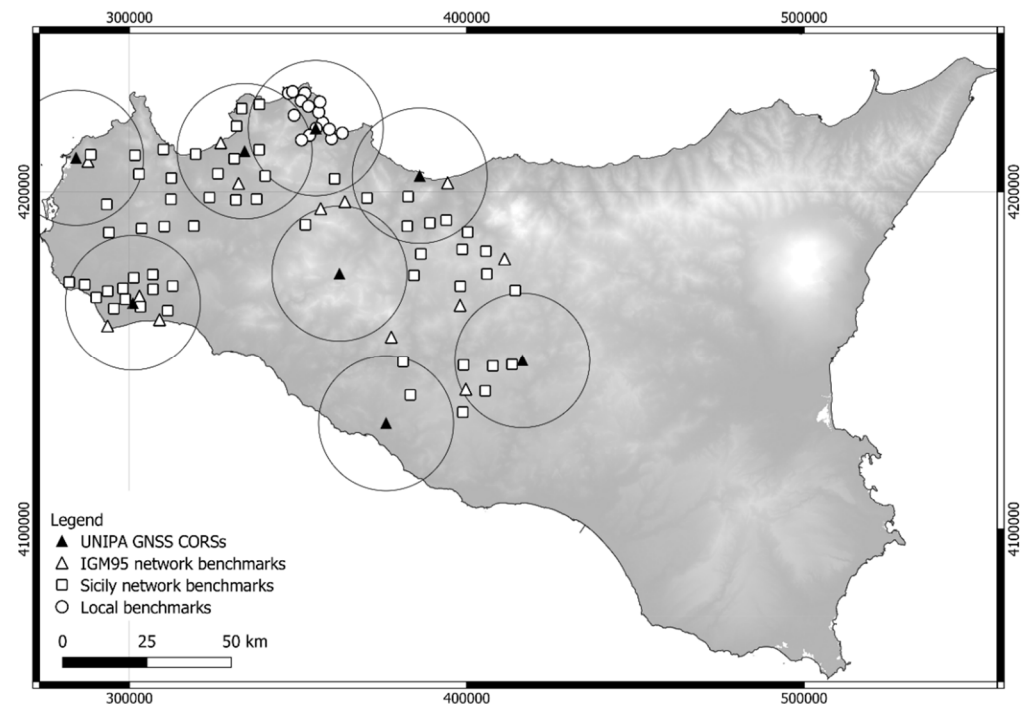 300000 400000 500000
4200000 4200000
4100000 4100000
Legend
UNIPA GNSS CORSs
IGM95 network benchmarks
Sicily network benchmarks
Local benchmarks
0 25 50 km
300000 400000 500000